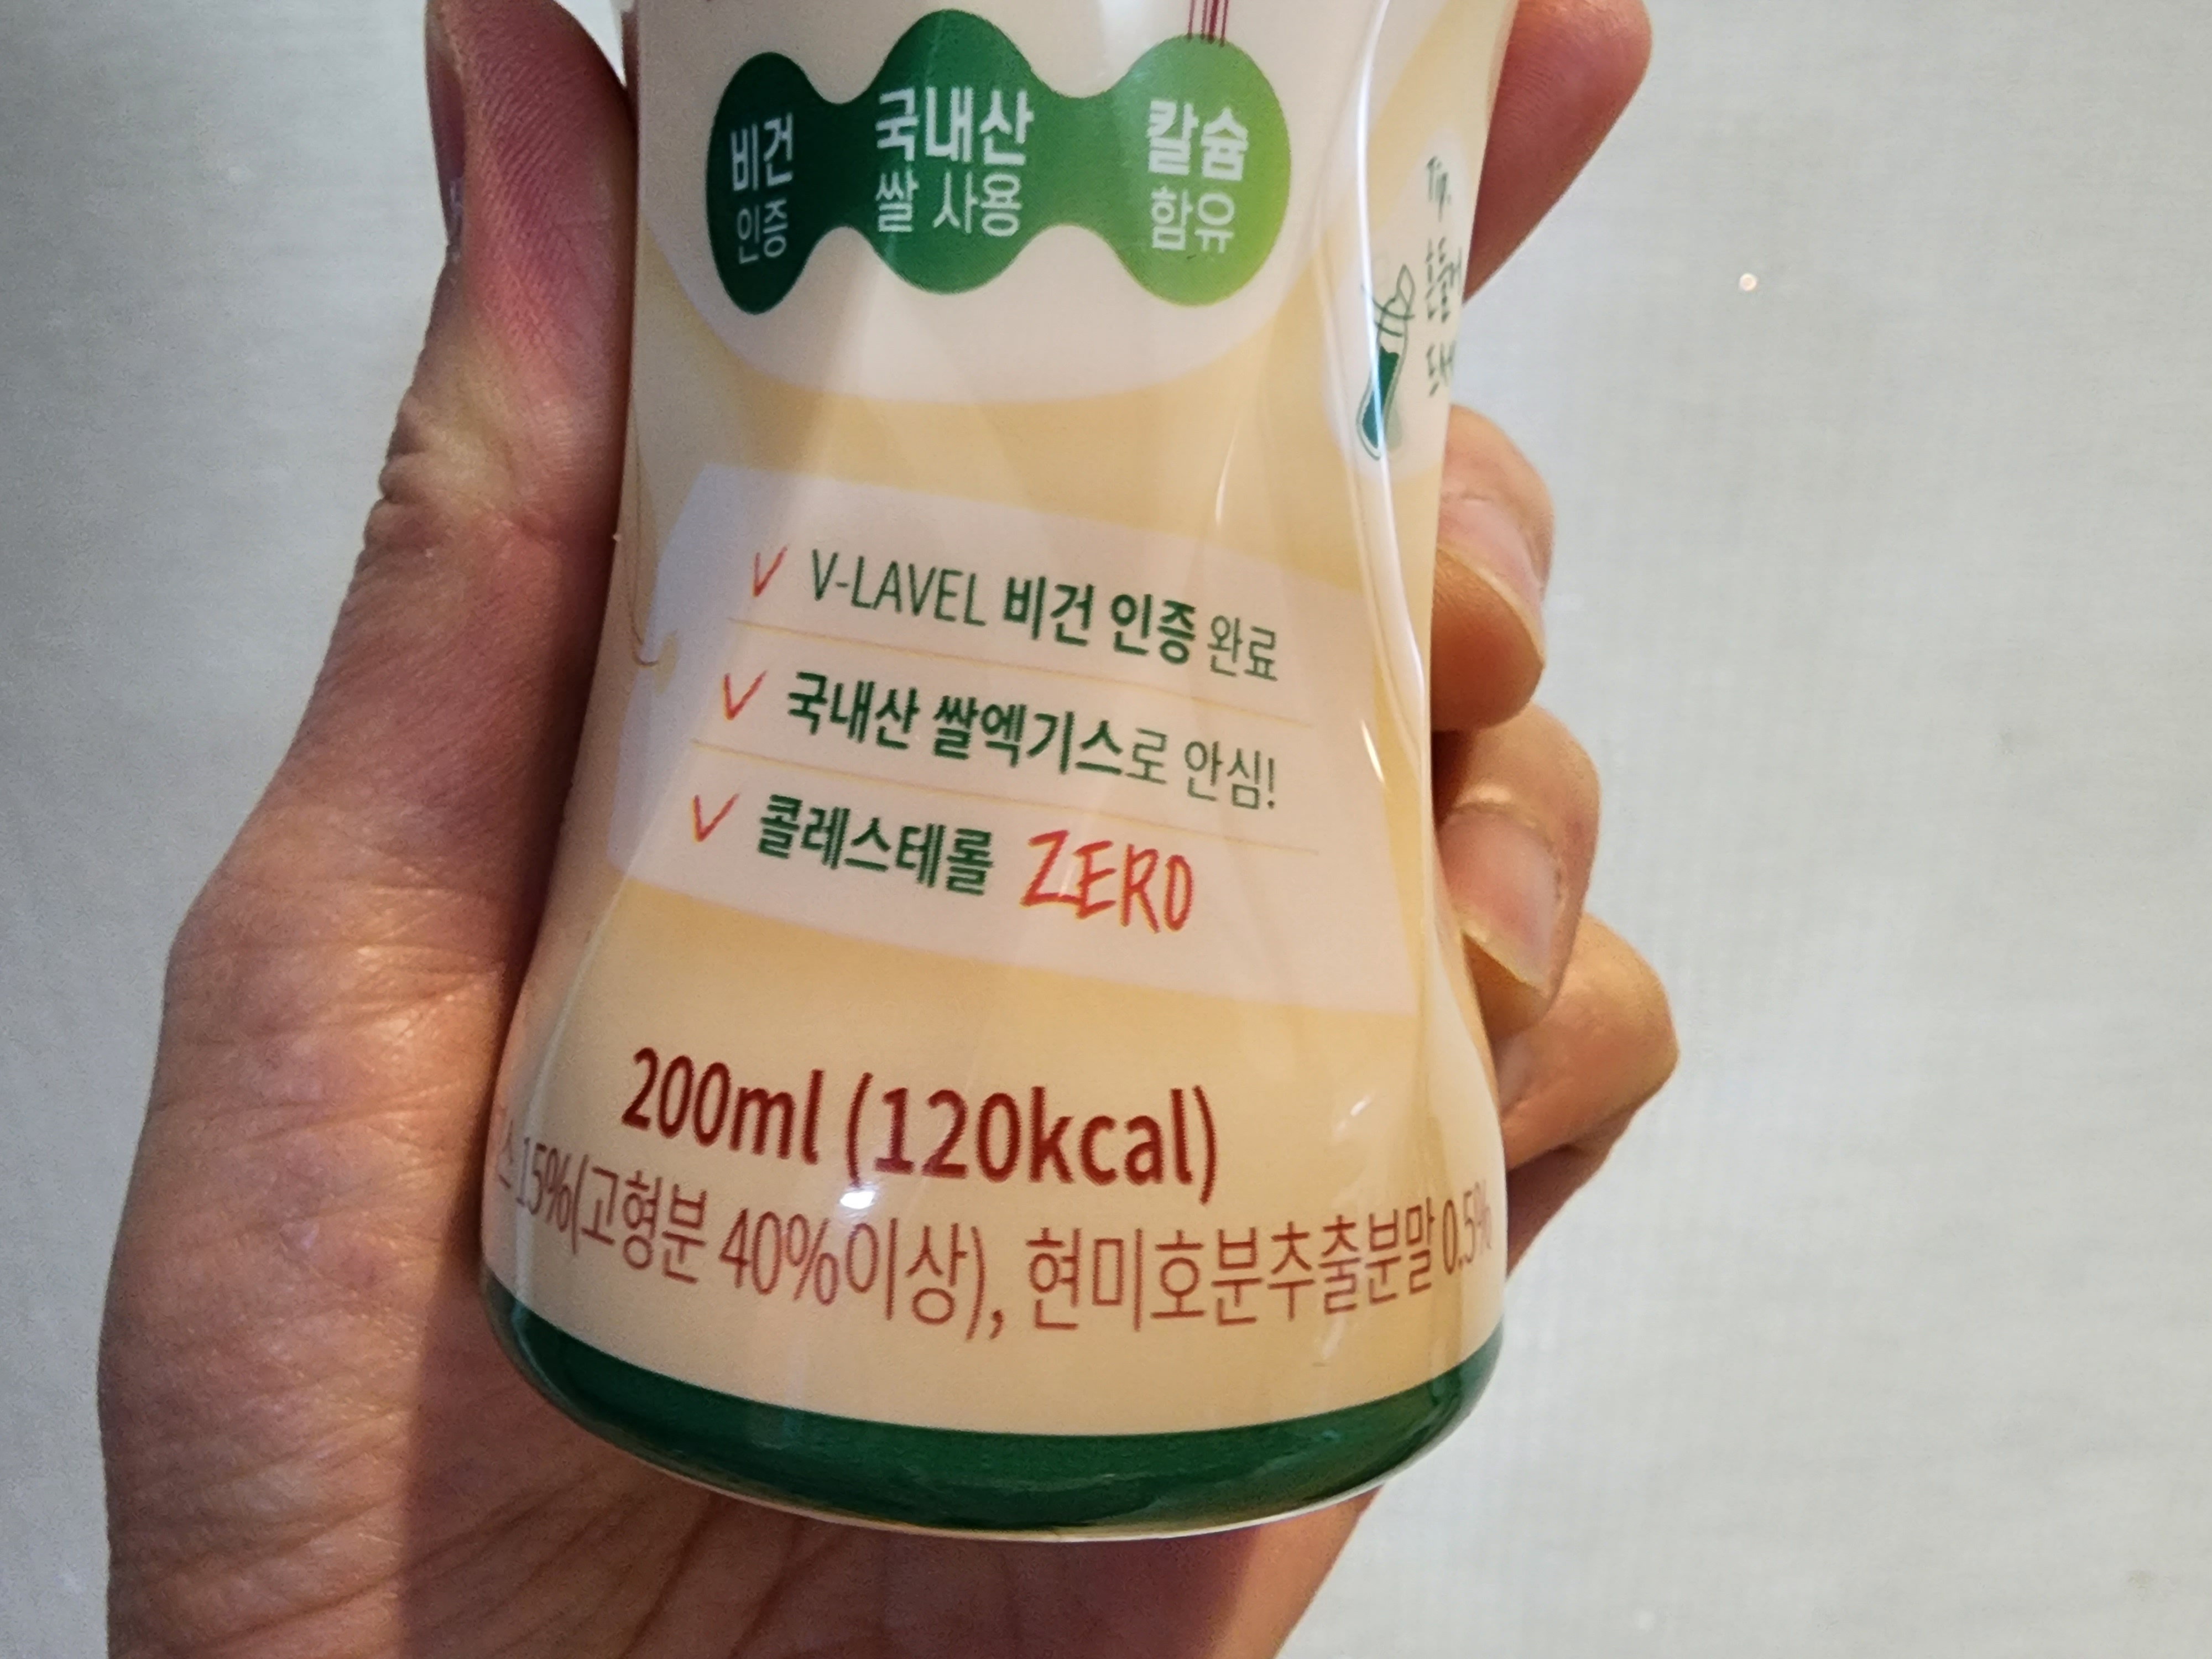 비건
인증
국내산
쌀 사용
칼슘
함유
Tip.
V-LAVEL 비건 인증 완료
국내산 쌀엑기스로 안심!
콜레스테롤 ZERO
200ml (120kcal)
15%(고형분 40%이상), 현미호분추출분말 0.5%